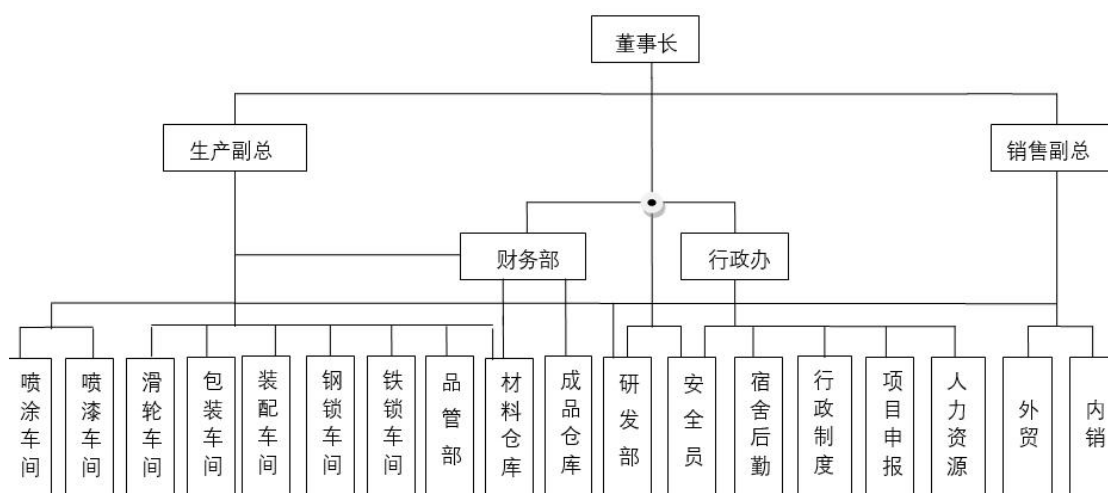 董事长
生产副总
销售副总
财务部
行政办
喷涂车间
喷漆车间
滑轮车间
包装车间
装配车间
钢锁车间
铁锁车间
品管部
材料仓库
成品仓库
研发部
安全员
宿舍后勤
行政制度
项目申报
人力资源
外贸
内销